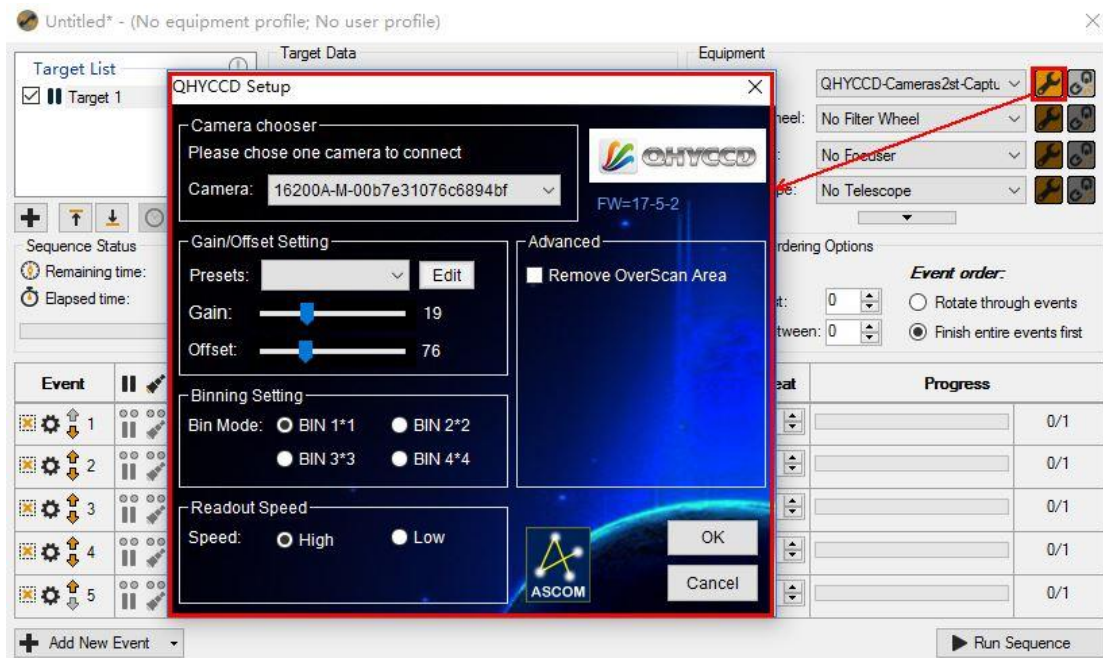 Untitled* - (No equipment profile; No user profile)
Target List
Target 1
Target Data
Equipment
QHYCCD-Cameras2st-Captu
No Filter Wheel
No Focuser
No Telescope
QHYCCD Setup
Camera chooser
Please chose one camera to connect
Camera: 16200A-M-00b7e31076c6894bf
QHYCCD
FW=17-5-2
Gain/Offset Setting
Presets: Edit
Gain: 19
Offset: 76
Advanced
Remove OverScan Area
Binning Setting
Bin Mode: BIN 1*1 BIN 2*2
BIN 3*3 BIN 4*4
Readout Speed
Speed: High Low
ASCOM
OK
Cancel
Sequence Status
Remaining time:
Elapsed time:
Options
Event order:
0 Rotate through events
0 Finish entire events first
Event Progress
1 0/1
2 0/1
3 0/1
4 0/1
5 0/1
Add New Event
Run Sequence